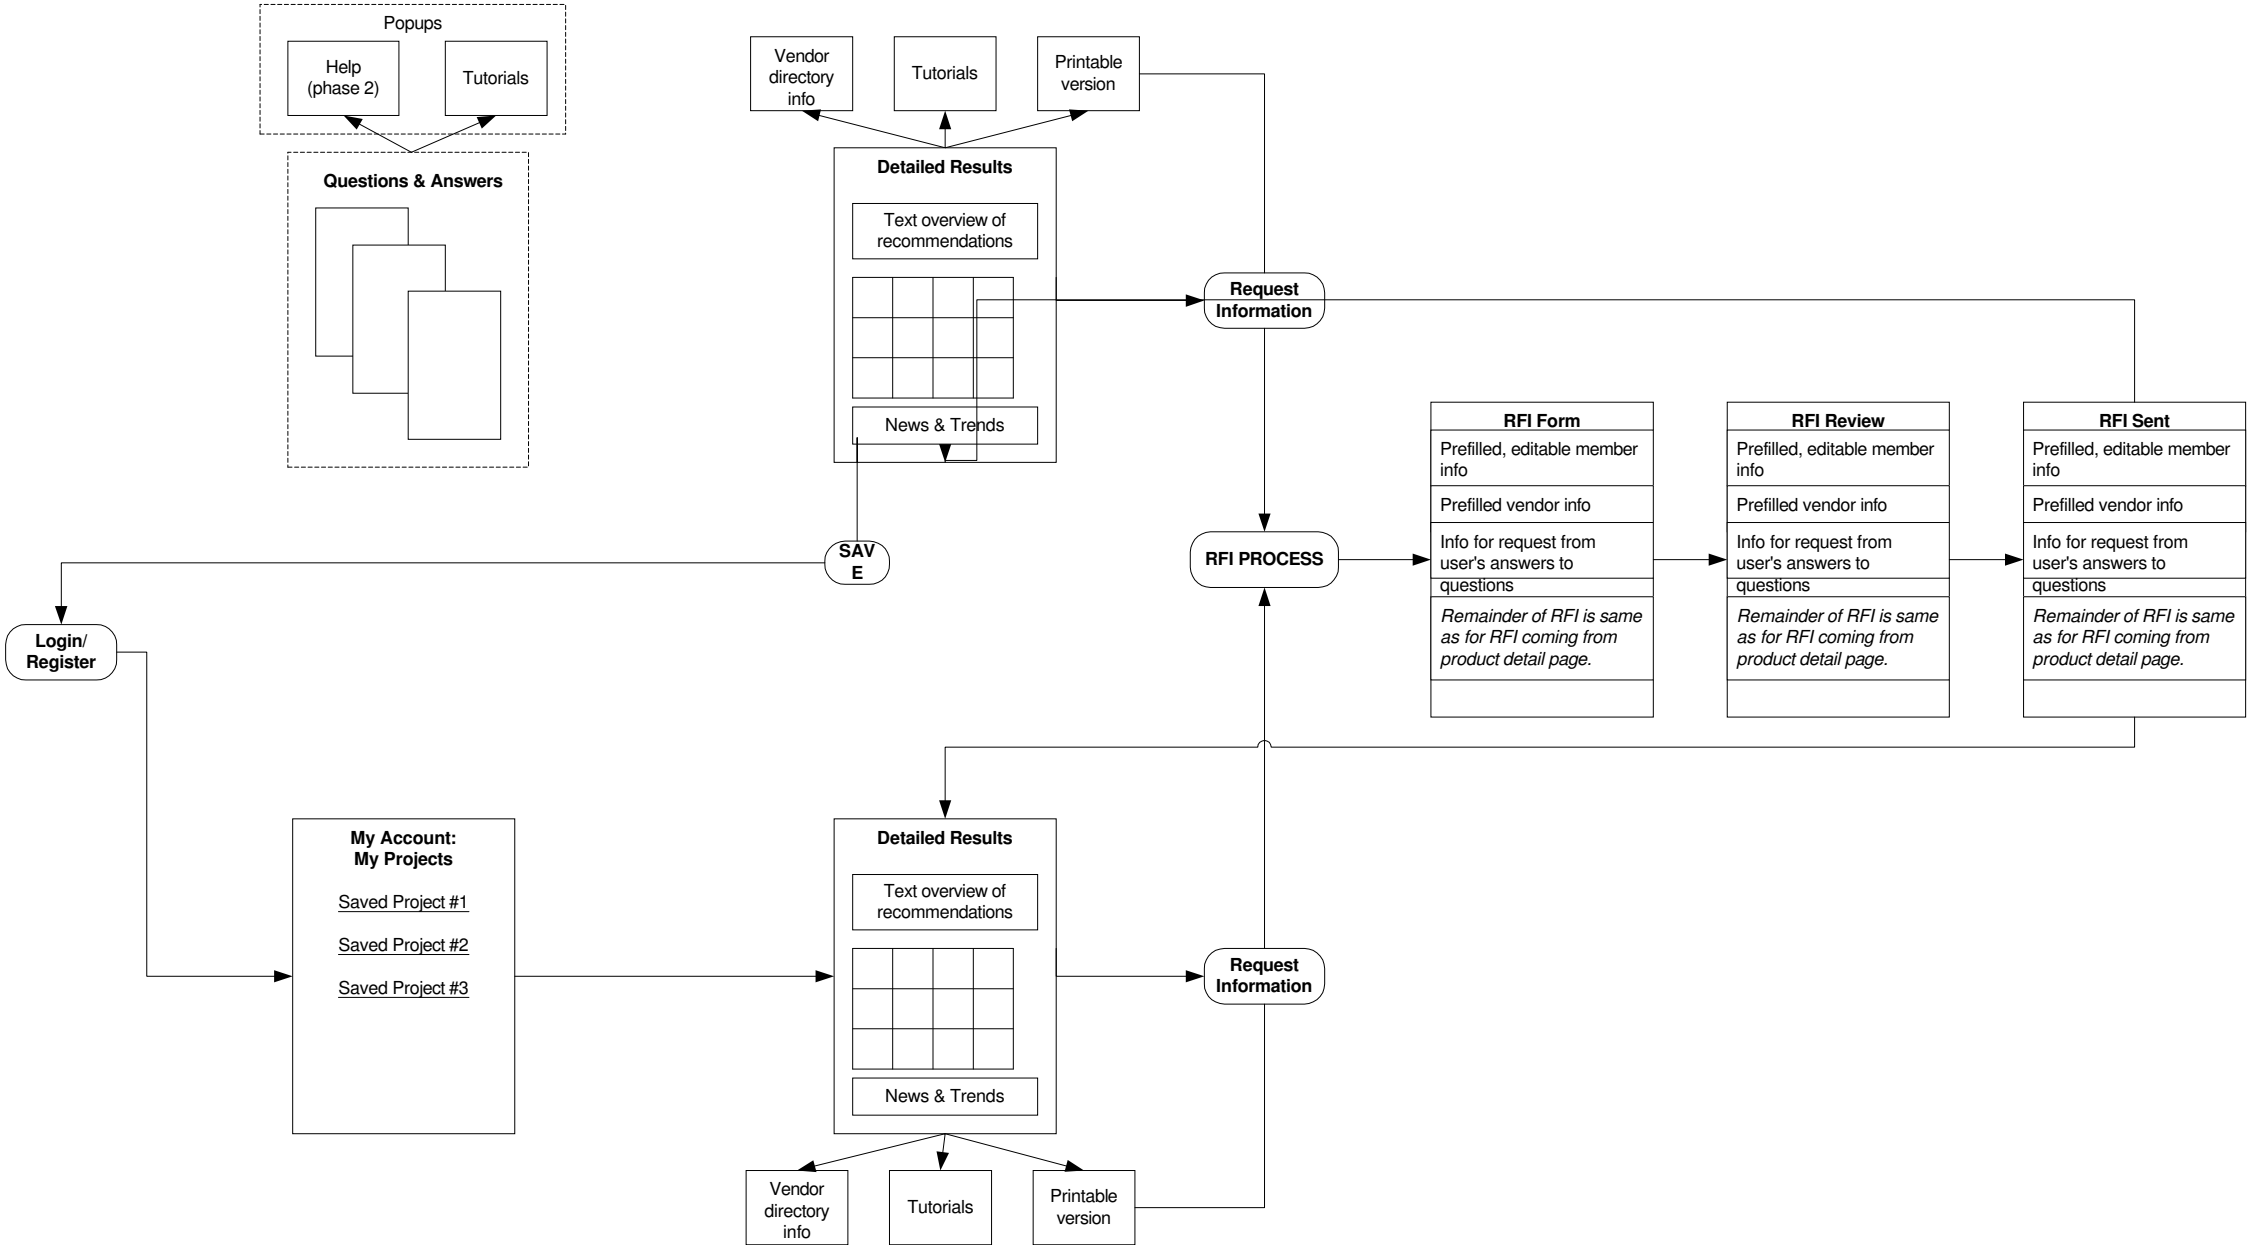 Popups
Help
(phase 2)
Tutorials
Questions & Answers
Vendor
directory
info
Tutorials
Printable
version
Detailed Results
Text overview of
recommendations
News & Trends
Request
Information
SAV
E
Login/
Register
RFI PROCESS
RFI Form
Prefilled, editable member
info
Prefilled vendor info
Info for request from
user's answers to
questions
Remainder of RFI is same
as for RFI coming from
product detail page.
RFI Review
Prefilled, editable member
info
Prefilled vendor info
Info for request from
user's answers to
questions
Remainder of RFI is same
as for RFI coming from
product detail page.
RFI Sent
Prefilled, editable member
info
Prefilled vendor info
Info for request from
user's answers to
questions
Remainder of RFI is same
as for RFI coming from
product detail page.
My Account:
My Projects
Saved Project #1
Saved Project #2
Saved Project #3
Detailed Results
Text overview of
recommendations
News & Trends
Request
Information
Vendor
directory
info
Tutorials
Printable
version